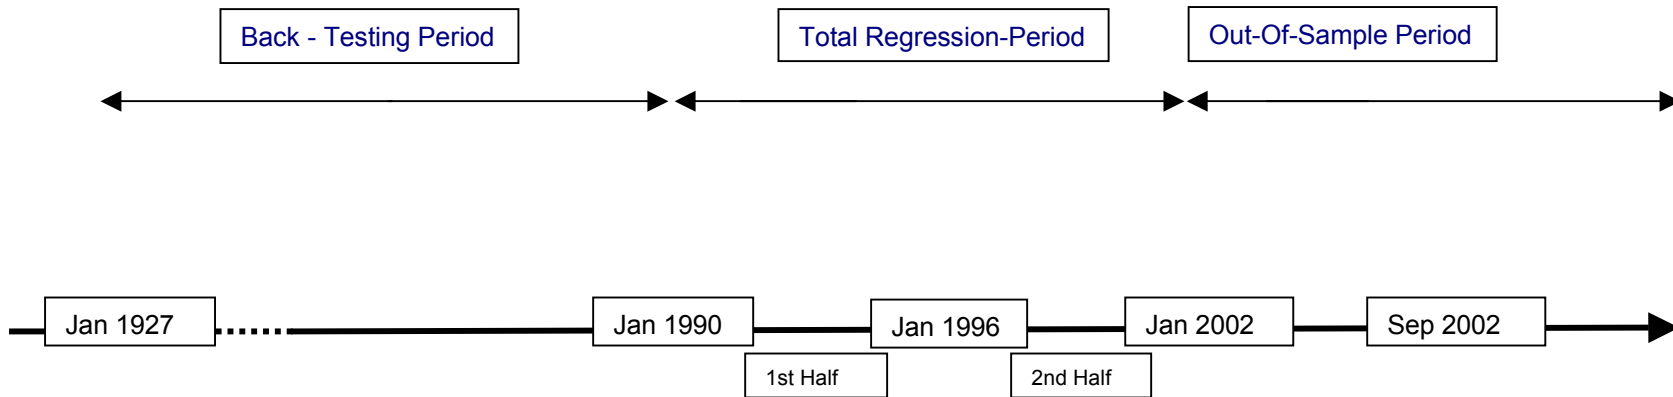 Back - Testing Period
Total Regression-Period
Out-Of-Sample Period
Jan 1927
Jan 1990
Jan 1996
Jan 2002
Sep 2002
1st Half
2nd Half